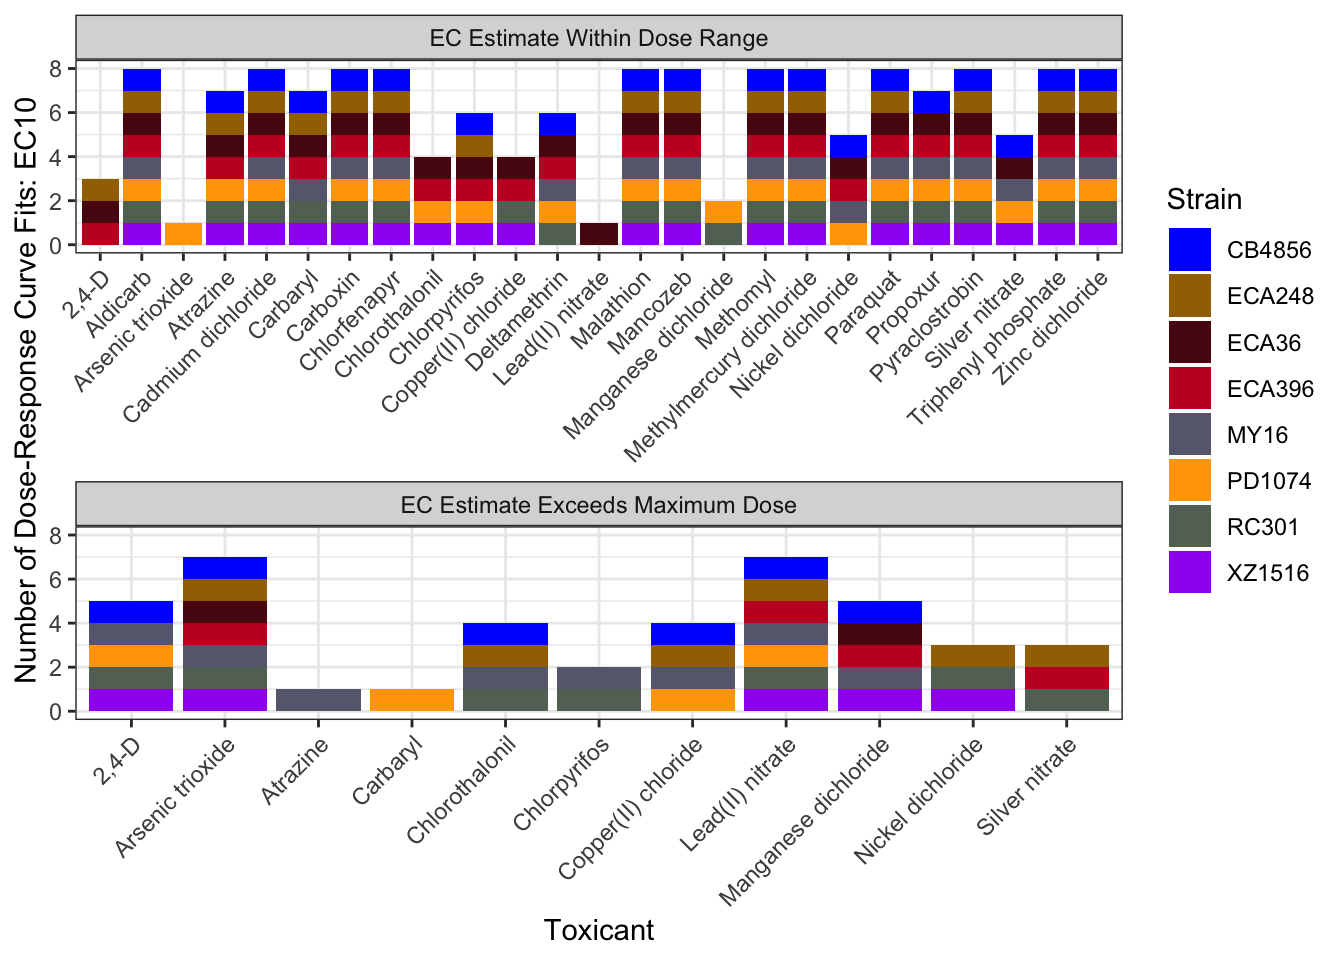 EC Estimate Within Dose Range
8
6
4
2
0
2,4-D
Aldicarb
Arsenic trioxide
Atrazine
Cadmium dichloride
Carbaryl
Carboxin
Chlorfenapyr
Chlorothalonil
Chlorpyrifos
Copper(II) chloride
Deltamethrin
Lead(II) nitrate
Malathion
Mancozeb
Manganese dichloride
Methomyl
Methylmercury dichloride
Nickel dichloride
Paraquat
Propoxur
Pyraclostrobin
Silver nitrate
Triphenyl phosphate
Zinc dichloride
Number of Dose-Response Curve Fits: EC10
EC Estimate Exceeds Maximum Dose
8
6
4
2
0
2,4-D
Arsenic trioxide
Atrazine
Carbaryl
Chlorothalonil
Chlorpyrifos
Copper(II) chloride
Lead(II) nitrate
Manganese dichloride
Nickel dichloride
Silver nitrate
Toxicant
Strain
CB4856
ECA248
ECA36
ECA396
MY16
PD1074
RC301
XZ1516